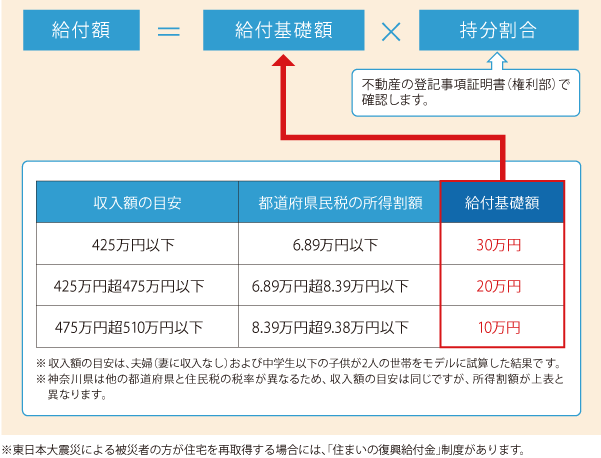 給付額 ＝ 給付基礎額 × 持分割合
不動産の登記事項証明書（権利部）で
確認します。
収入額の目安 都道府県民税の所得割額 給付基礎額
425万円以下 6.89万円以下 30万円
425万円超475万円以下 6.89万円超8.39万円以下 20万円
475万円超510万円以下 8.39万円超9.38万円以下 10万円
※収入額の目安は、夫婦（妻に収入なし）および中学生以下の子供が2人の世帯をモデルに試算した結果です。
※神奈川県は他の都道府県と住民税の税率が異なるため、収入額の目安は同じですが、所得割額が上表と
異なります。
※東日本大震災による被災者の方が住宅を再取得する場合には、「住まいの復興給付金」制度があります。